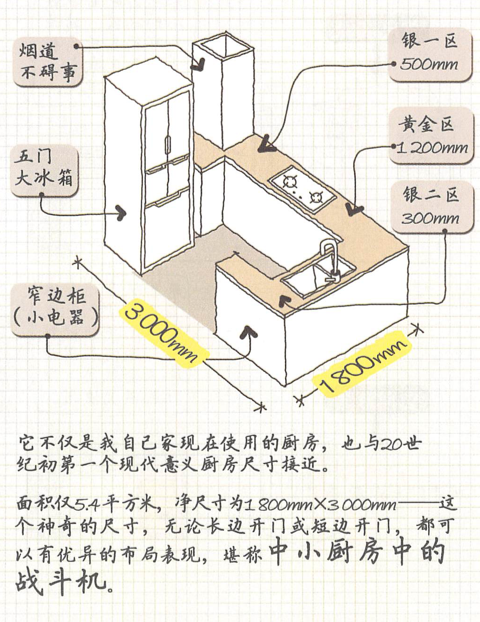 烟道
不碍事
银一区
500mm
黄金区
1200mm
五门
大冰箱
银二区
300mm
窄边柜
(小电器)
3000mm
1800mm
它不仅是我自己家现在使用的厨房，也与20世
纪初第一个现代意义厨房尺寸接近。
面积仅5.4平方米，净尺寸为1800mm×3000mm——这
个神奇的尺寸，无论长边开门或短边开门，都可
以有优异的布局表现，堪称中小厨房中的
战斗机。